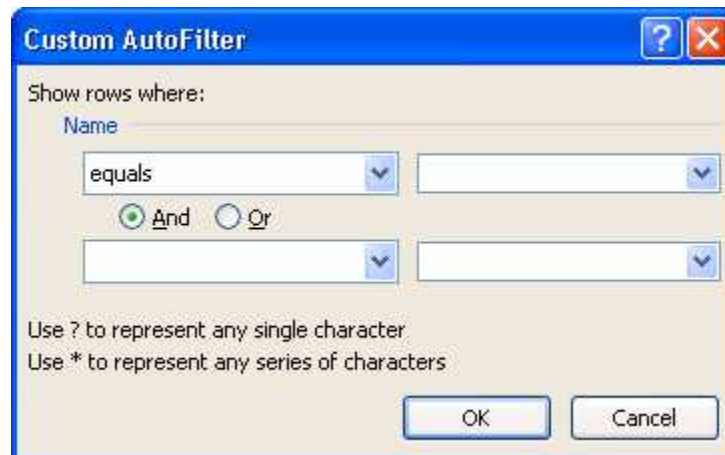 Custom AutoFilter ?
Show rows where:
Name
equals
And Or
Use ? to represent any single character
Use * to represent any series of characters
OK Cancel